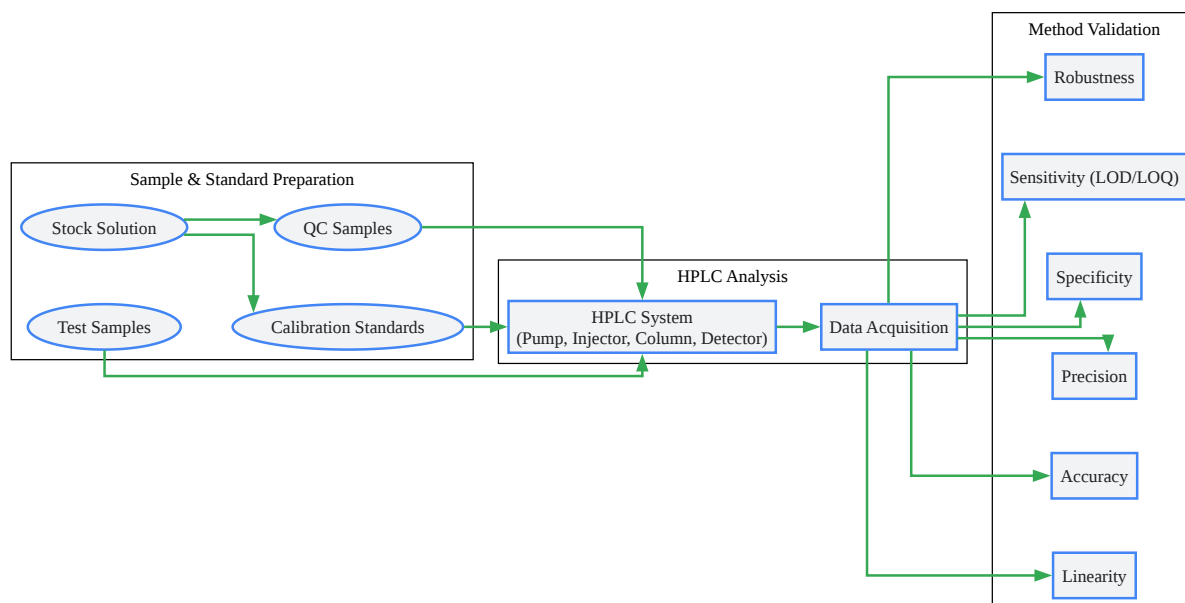 Method Validation
Robustness
Sensitivity (LOD/LOQ)
Specificity
Precision
Accuracy
Linearity
Sample & Standard Preparation
Stock Solution
QC Samples
Test Samples
Calibration Standards
HPLC Analysis
HPLC System
(Pump, Injector, Column, Detector)
Data Acquisition